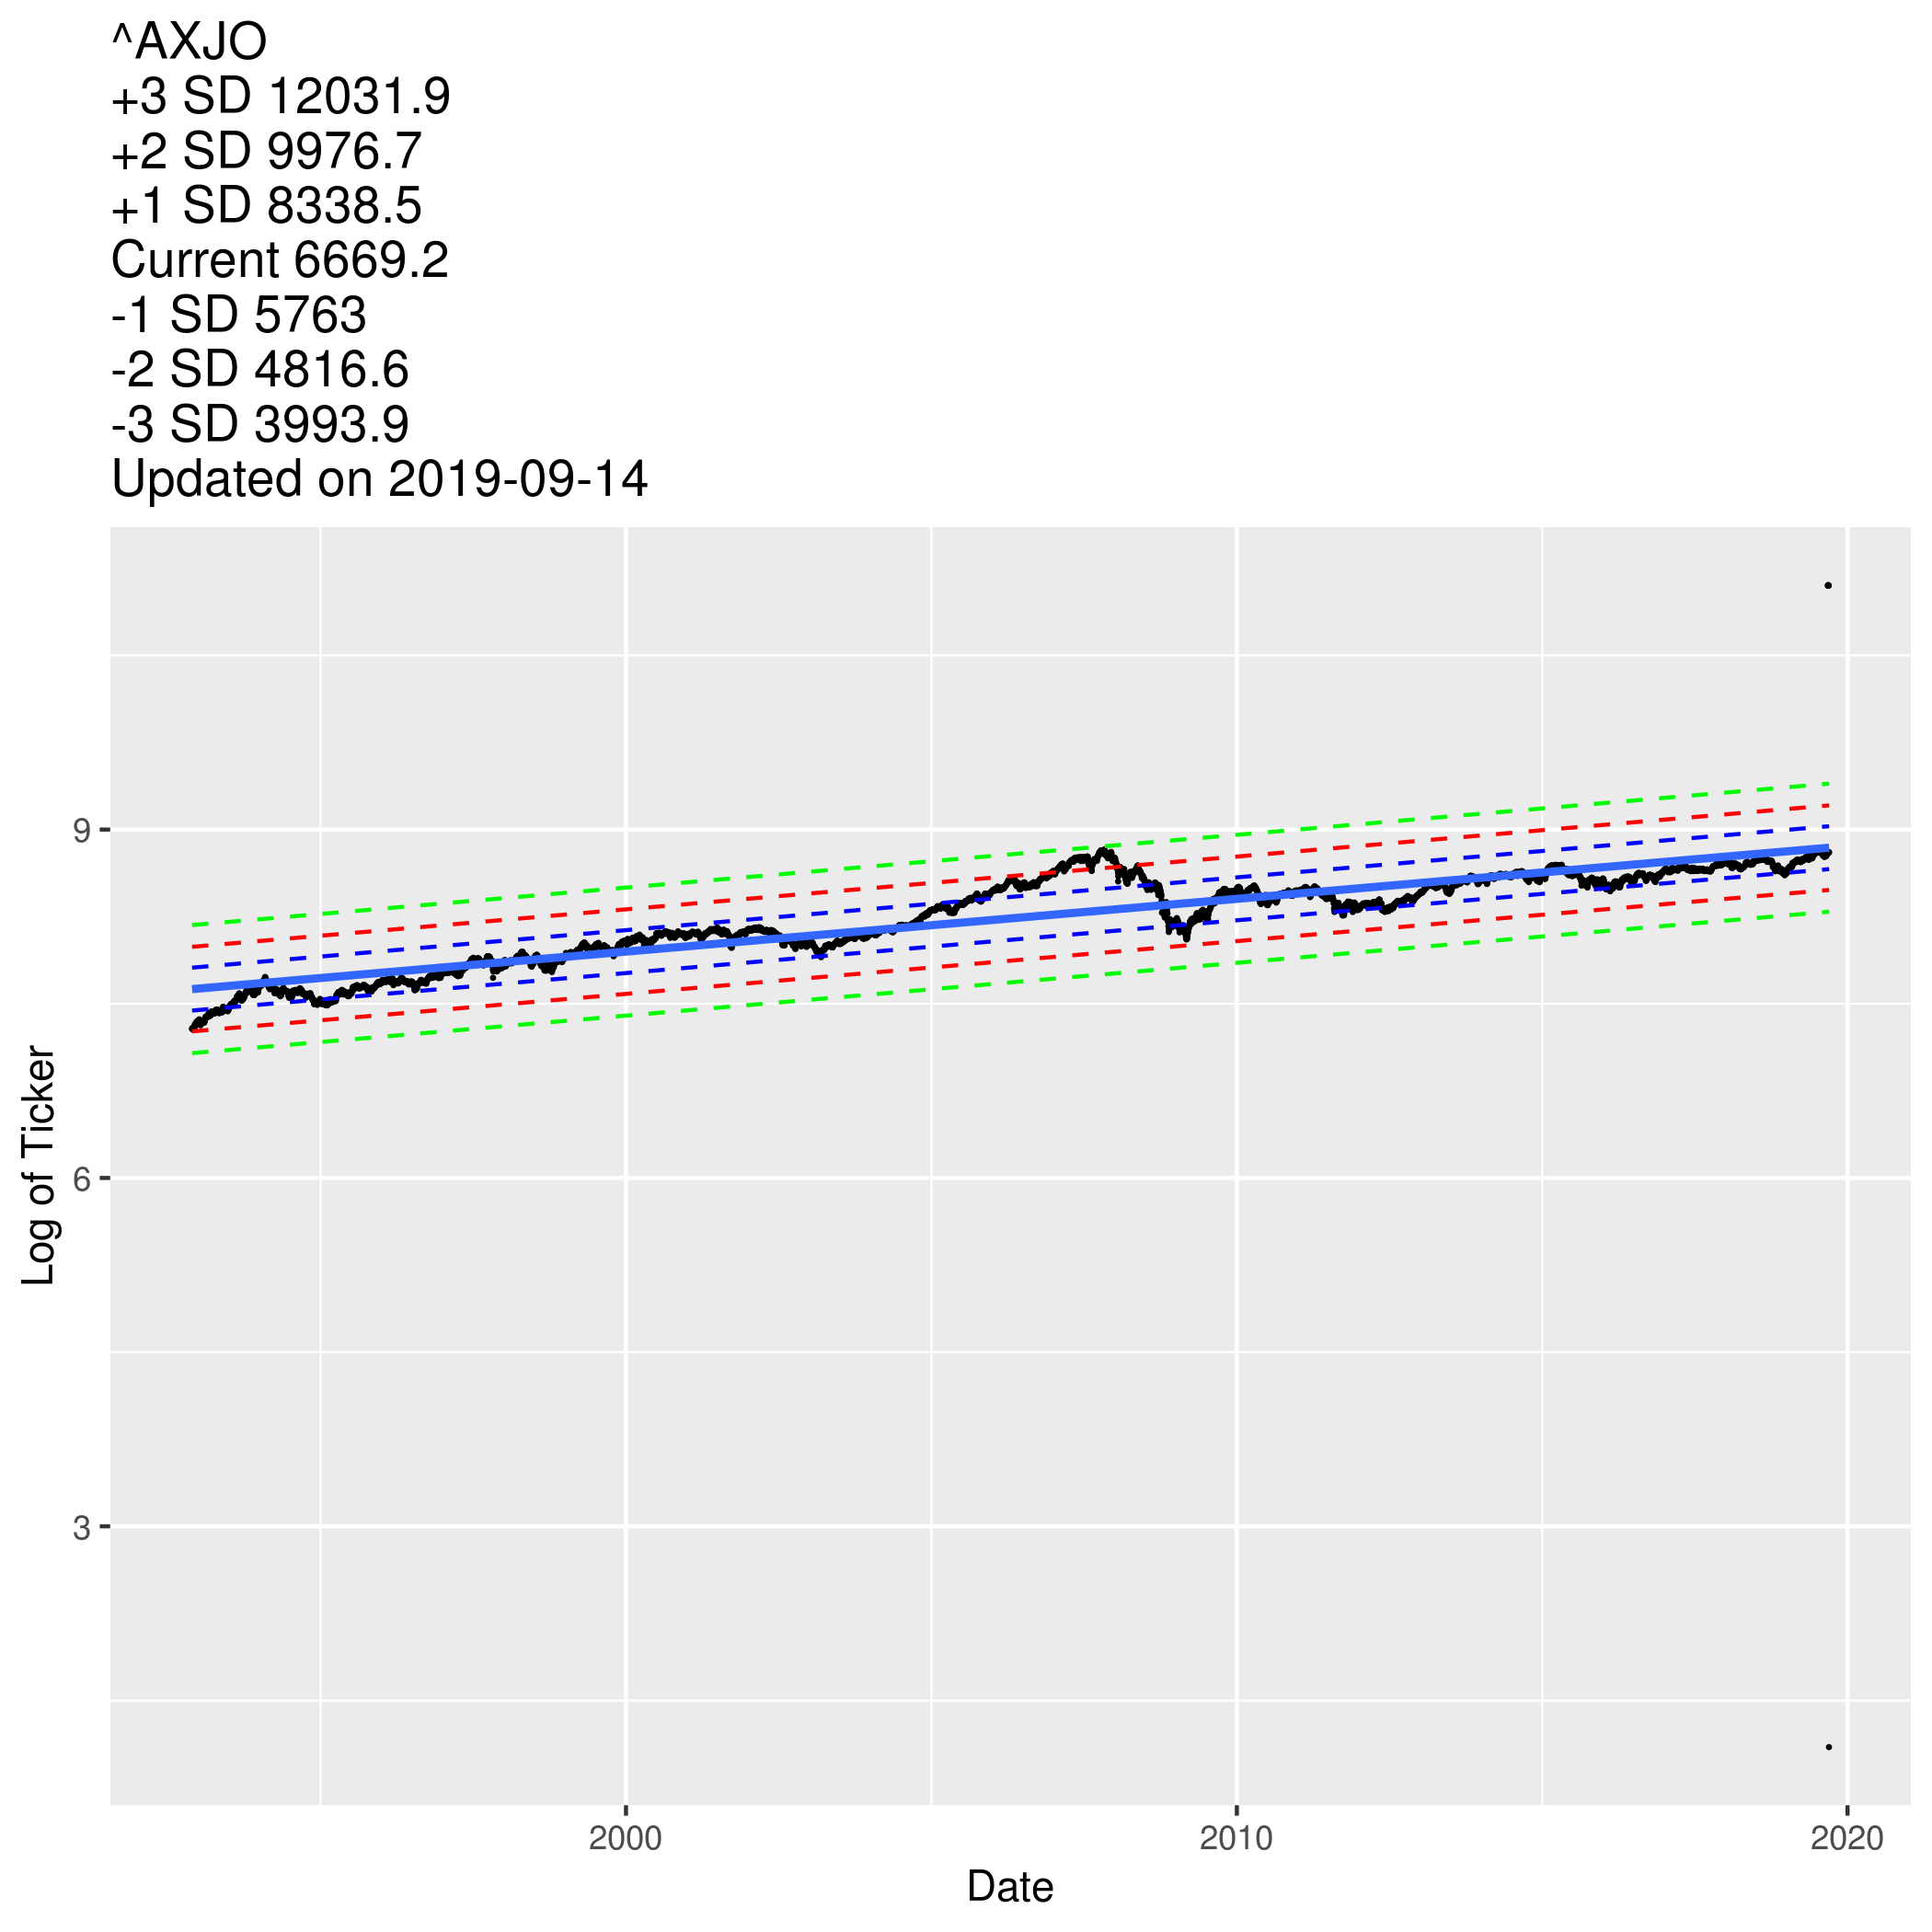 ^AXJO
+3 SD 12031.9
+2 SD 9976.7
+1 SD 8338.5
Current 6669.2
-1 SD 5763
-2 SD 4816.6
-3 SD 3993.9
Updated on 2019-09-14
9
6
3
Log of Ticker
2000
2010
2020
Date